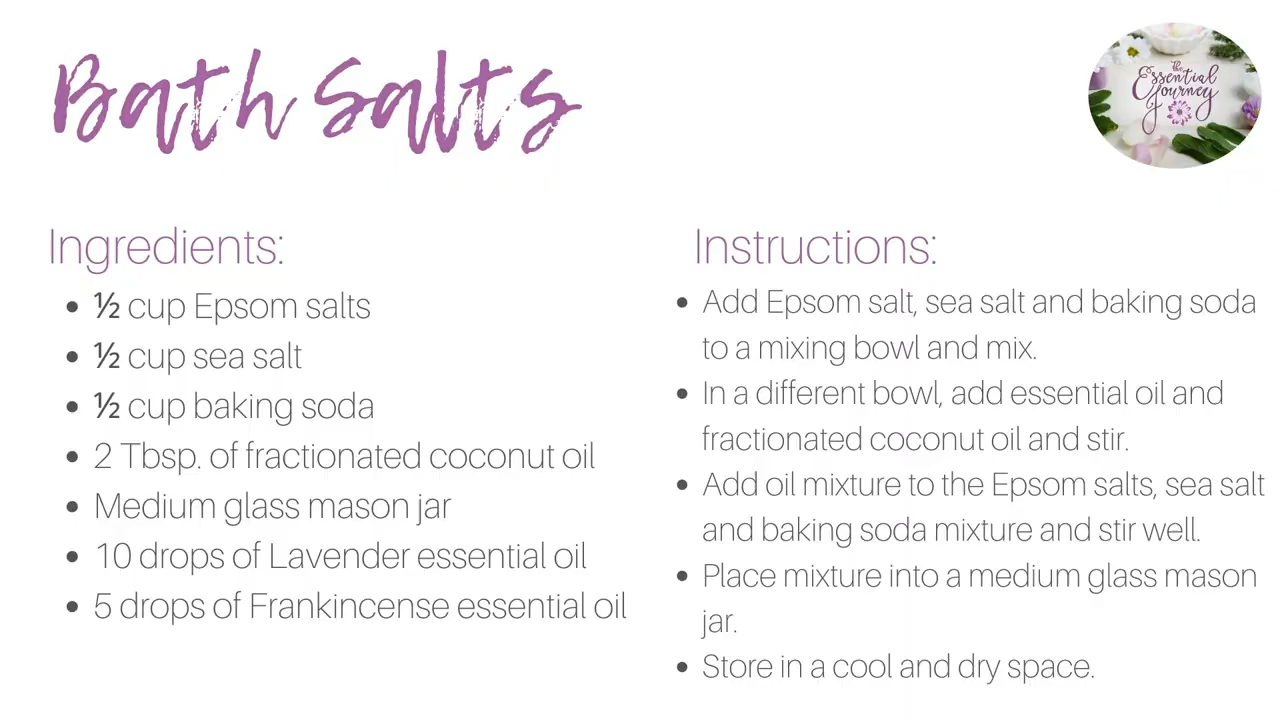 Bath Salts
the
Essential
Journey
Ingredients:
• ½ cup Epsom salts
• ½ cup sea salt
• ½ cup baking soda
• 2 Tbsp. of fractionated coconut oil
• Medium glass mason jar
• 10 drops of Lavender essential oil
• 5 drops of Frankincense essential oil
Instructions:
• Add Epsom salt, sea salt and baking soda
to a mixing bowl and mix.
• In a different bowl, add essential oil and
fractionated coconut oil and stir.
• Add oil mixture to the Epsom salts, sea salt
and baking soda mixture and stir well.
• Place mixture into a medium glass mason
jar.
• Store in a cool and dry space.